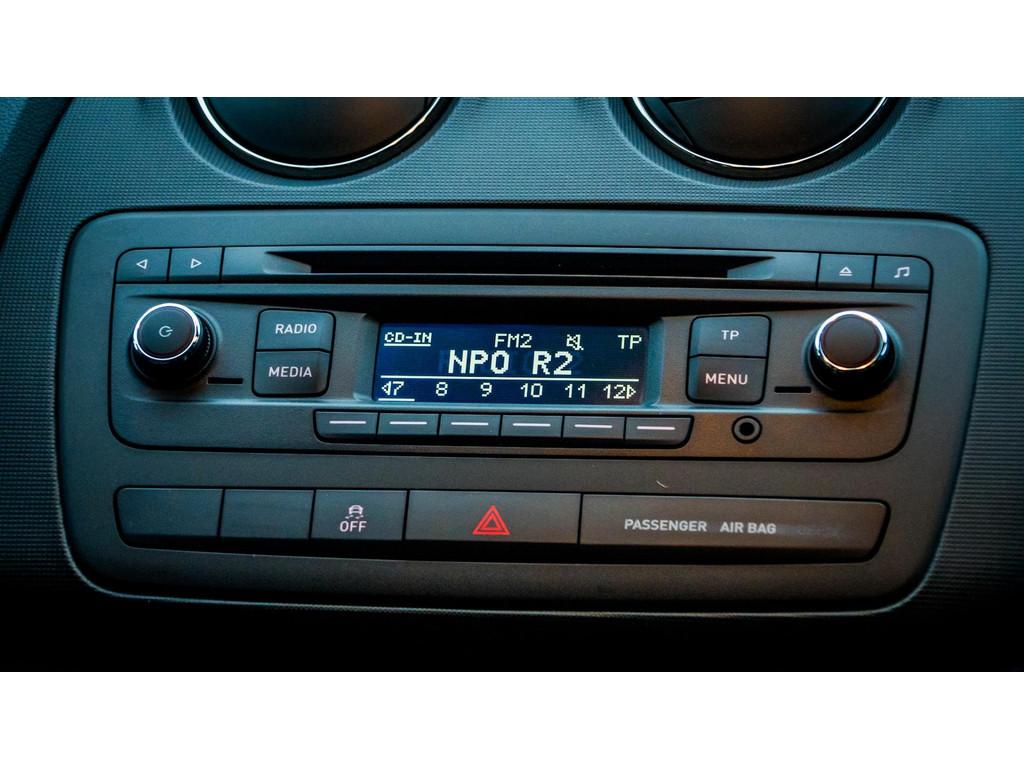 RADIO
MEDIA
CD-IN FM2 TP
NPO R2
7 8 9 10 11 12
TP
MENU
OFF
PASSENGER AIR BAG